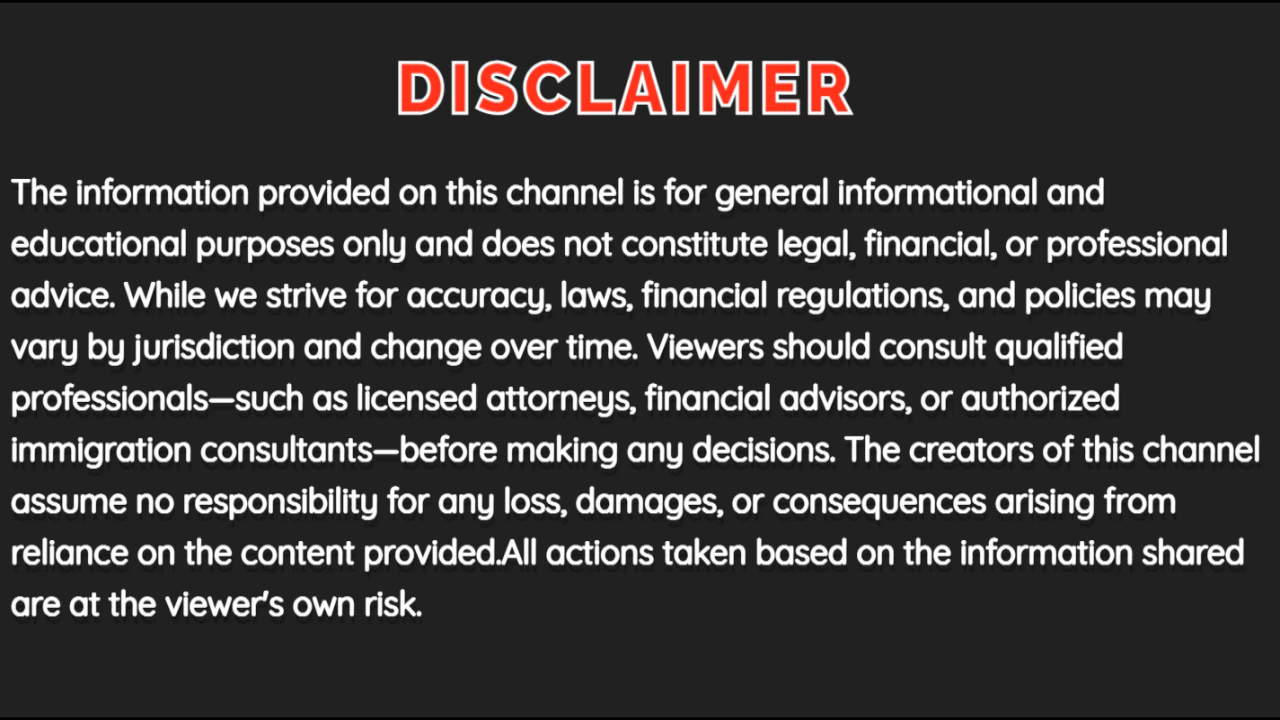 DISCLAIMER
The information provided on this channel is for general informational and
educational purposes only and does not constitute legal, financial, or professional
advice. While we strive for accuracy, laws, financial regulations, and policies may
vary by jurisdiction and change over time. Viewers should consult qualified
professionals—such as licensed attorneys, financial advisors, or authorized
immigration consultants—before making any decisions. The creators of this channel
assume no responsibility for any loss, damages, or consequences arising from
reliance on the content provided.All actions taken based on the information shared
are at the viewer's own risk.